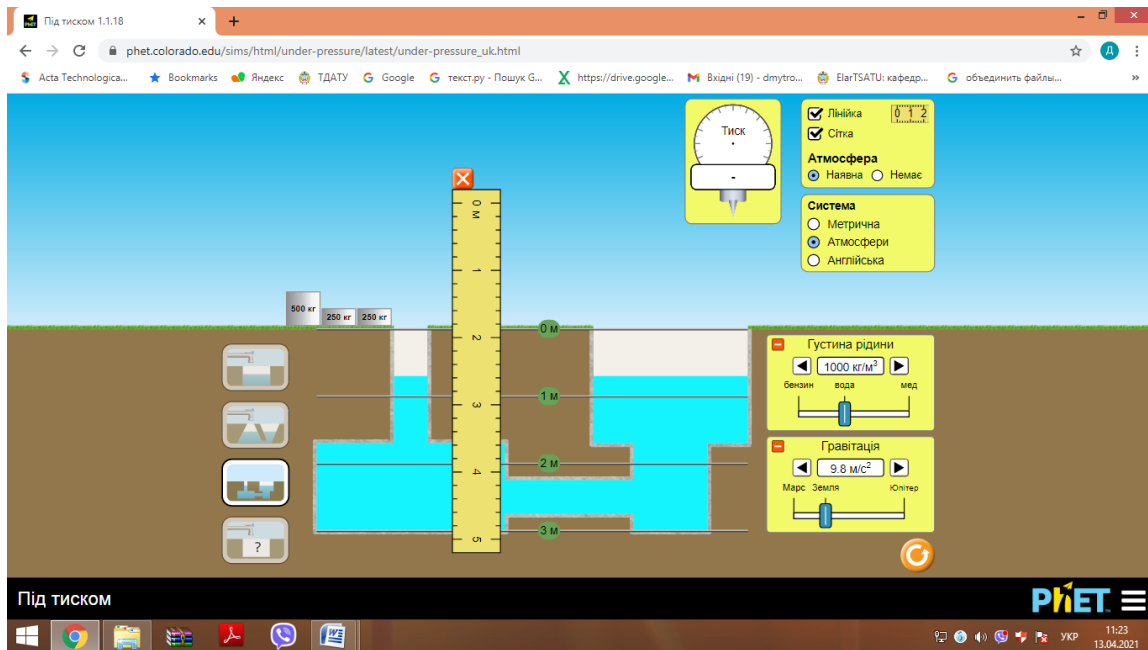 Під тиском 1.1.18
phet.colorado.edu/sims/html/under-pressure/latest/under-pressure_uk.html
Д
Acta Technologica...
Bookmarks
Яндекс
ТДАТУ
Google
текст.ру - Пошук G...
https://drive.google...
Вхідні (19) - dmytro...
ElarTSATU: кафедр...
объединить файлы...
»
Тиск
-
Лінійка
0 1 2
Сітка
Атмосфера
Наявна
Немає
Система
Метрична
Атмосфери
Англійська
0 м
1
2
3
4
5
500 кг
250 кг
250 кг
0 м
1 м
2 м
3 м
?
Густина рідини
1000 кг/м³
бензин вода мед
Гравітація
9.8 м/с²
Марс Земля Юпітер
Під тиском
PhET
УКР
11:23
13.04.2021